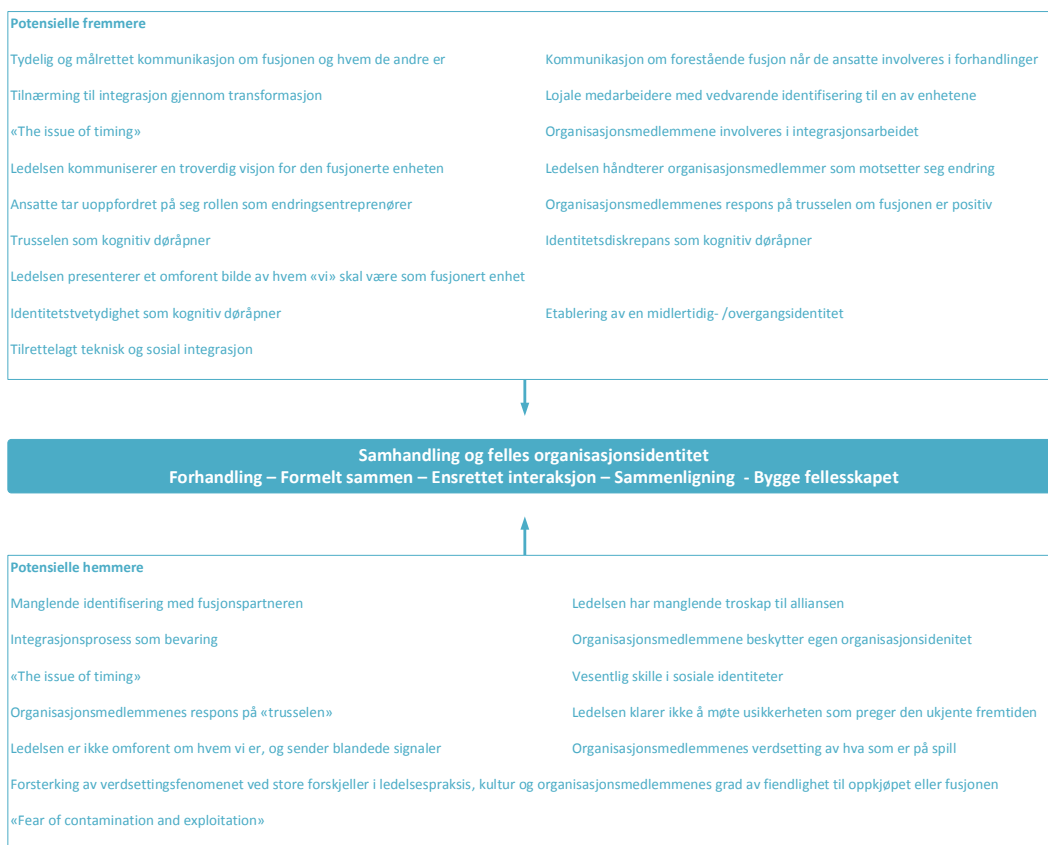 Potensielle fremmere
Tydelig og målrettet kommunikasjon om fusjonen og hvem de andre er
Kommunikasjon om forestående fusjon når de ansatte involveres i forhandlinger
Tilnærming til integrasjon gjennom transformasjon
Lojale medarbeidere med vedvarende identifisering til en av enhetene
«The issue of timing»
Organisasjonsmedlemmene involveres i integrasjonsarbeidet
Ledelsen kommuniserer en troverdig visjon for den fusjonerte enheten
Ledelsen håndterer organisasjonsmedlemmer som motsetter seg endring
Ansatte tar uoppfordret på seg rollen som endringsentreprenører
Organisasjonsmedlemmenes respons på trusselen om fusjonen er positiv
Trusselen som kognitiv døråpner
Identitetsdiskrepans som kognitiv døråpner
Ledelsen presenterer et omforent bilde av hvem «vi» skal være som fusjonert enhet
Identitetstvetydighet som kognitiv døråpner
Etablering av en midlertidig- /overgangsidentitet
Tilrettelagt teknisk og sosial integrasjon
Samhandling og felles organisasjonsidentitet
Forhandling – Formelt sammen – Ensrettet interaksjon – Sammenligning - Bygge fellesskapet
Potensielle hemmere
Manglende identifisering med fusjonspartneren
Ledelsen har manglende troskap til alliansen
Integrasjonsprosess som bevaring
Organisasjonsmedlemmene beskytter egen organisasjonsidenitet
«The issue of timing»
Vesentlig skille i sosiale identiteter
Organisasjonsmedlemmenes respons på «trusselen»
Ledelsen klarer ikke å møte usikkerheten som preger den ukjente fremtiden
Ledelsen er ikke omforent om hvem vi er, og sender blandede signaler
Organisasjonsmedlemmenes verdsetting av hva som er på spill
Forsterking av verdsettingsfenomenet ved store forskjeller i ledelsespraksis, kultur og organisasjonsmedlemmenes grad av fiendlighet til oppkjøpet eller fusjonen
«Fear of contamination and exploitation»